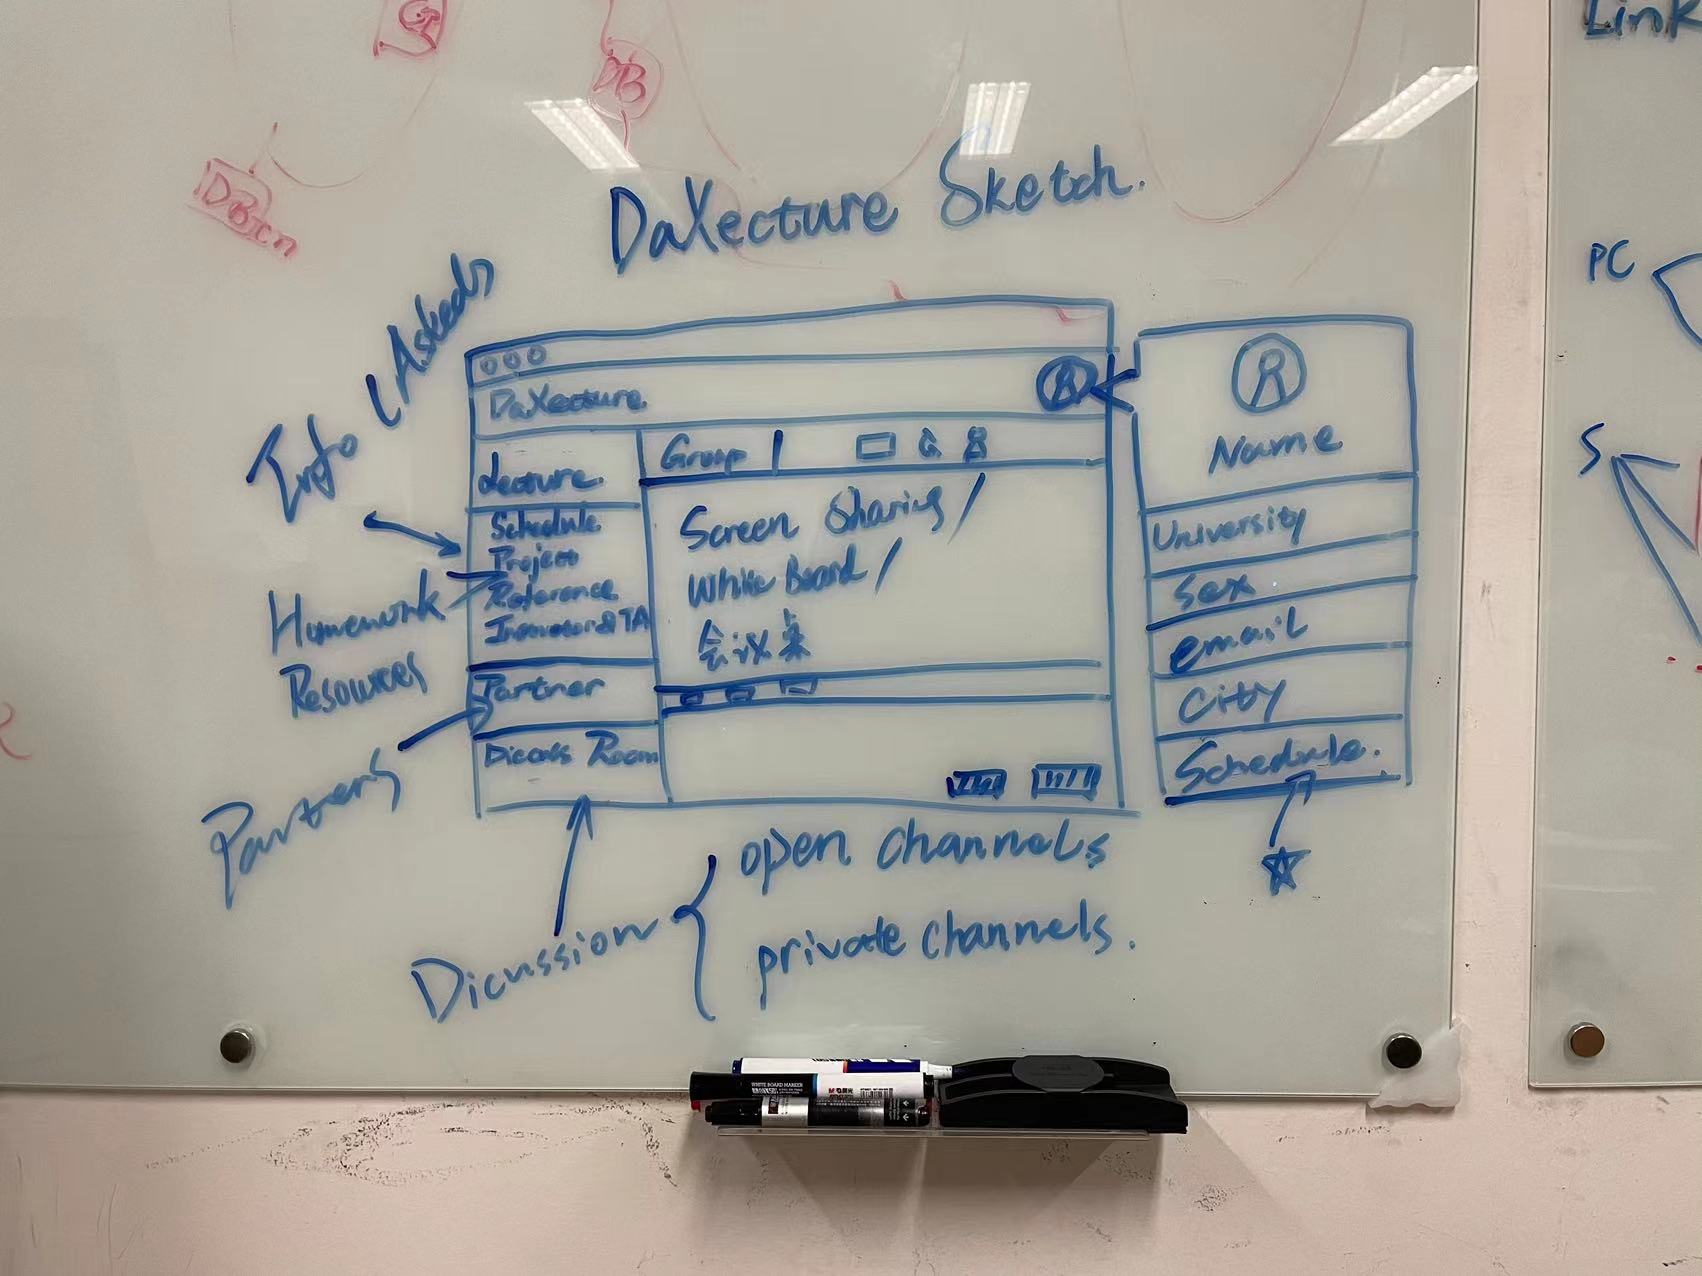 DB
DBTCn
Link
DaXecture Sketch.
Info (Asked)
DaXecture
Group
Lecture
Schedule
Project
Reference
Instructor&TA
Partner
Dicuss Room
Screen Sharing/
White Board/
会议桌
Homework
Resources
Partners
Dicussion
open channels
private channels.
Name
University
Sex
email
City
Schedule.
PC
S
WHITE BOARD MARKER